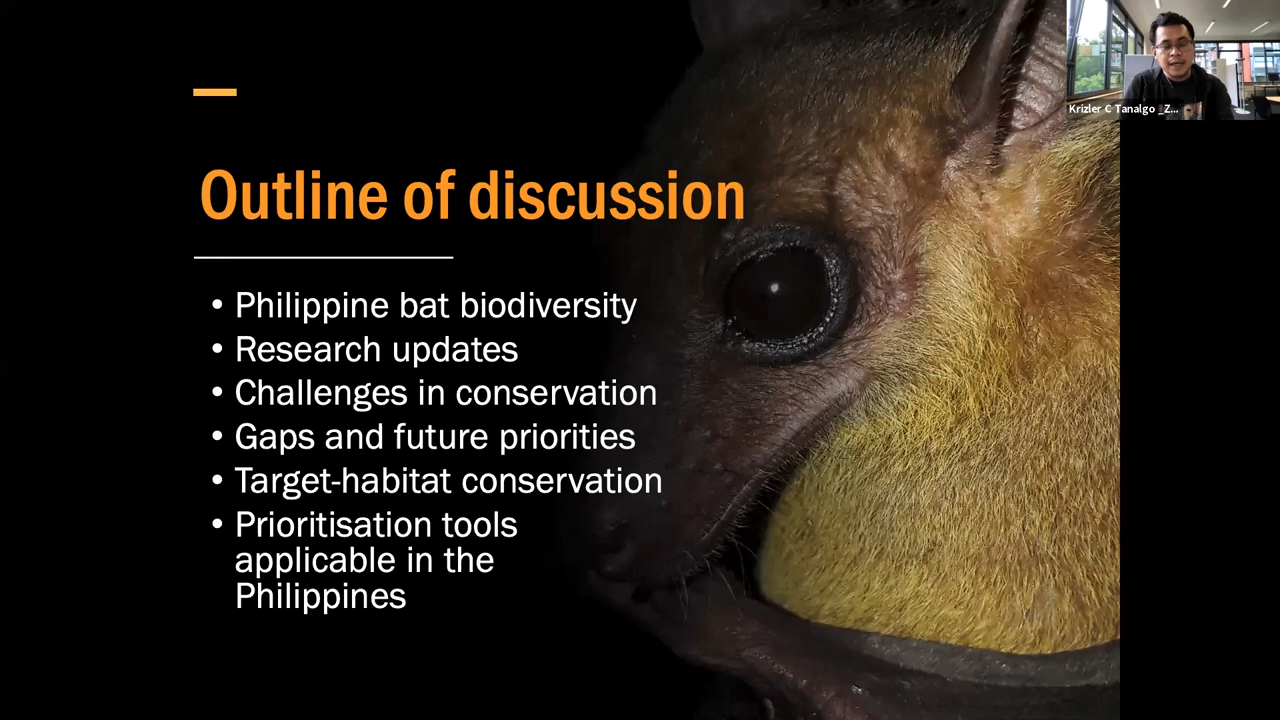 Krizler C Tanalgo _Z...
Outline of discussion
• Philippine bat biodiversity
• Research updates
• Challenges in conservation
• Gaps and future priorities
• Target-habitat conservation
• Prioritisation tools
applicable in the
Philippines